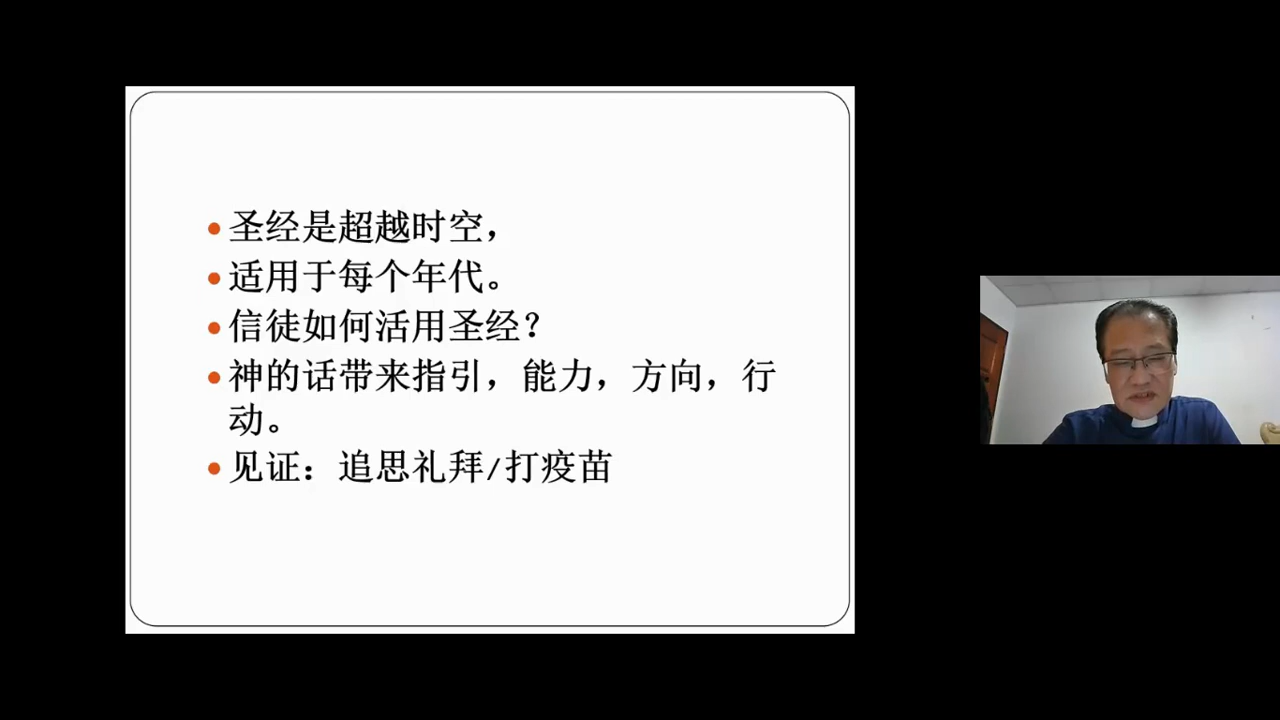 圣经是超越时空，
适用于每个年代。
信徒如何活用圣经？
神的话带来指引，能力，方向，行
动。
见证：追思礼拜/打疫苗